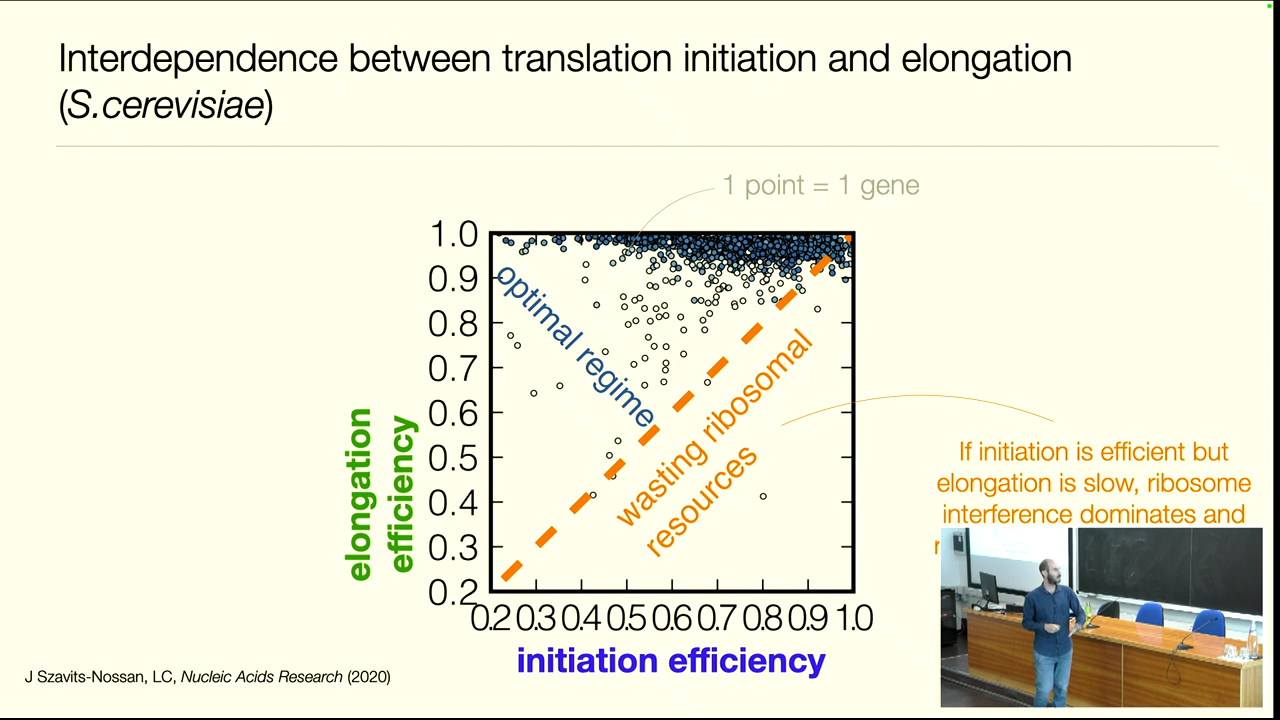 Interdependence between translation initiation and elongation
(S.cerevisiae)
1 point = 1 gene
1.0
0.9
0.8
0.7
0.6
0.5
0.4
0.3
0.2
optimal regime
wasting ribosomal
resources
elongation
efficiency
0.2 0.3 0.4 0.5 0.6 0.7 0.8 0.9 1.0
initiation efficiency
If initiation is efficient but
elongation is slow, ribosome
interference dominates and
J Szavits-Nossan, LC, Nucleic Acids Research (2020)